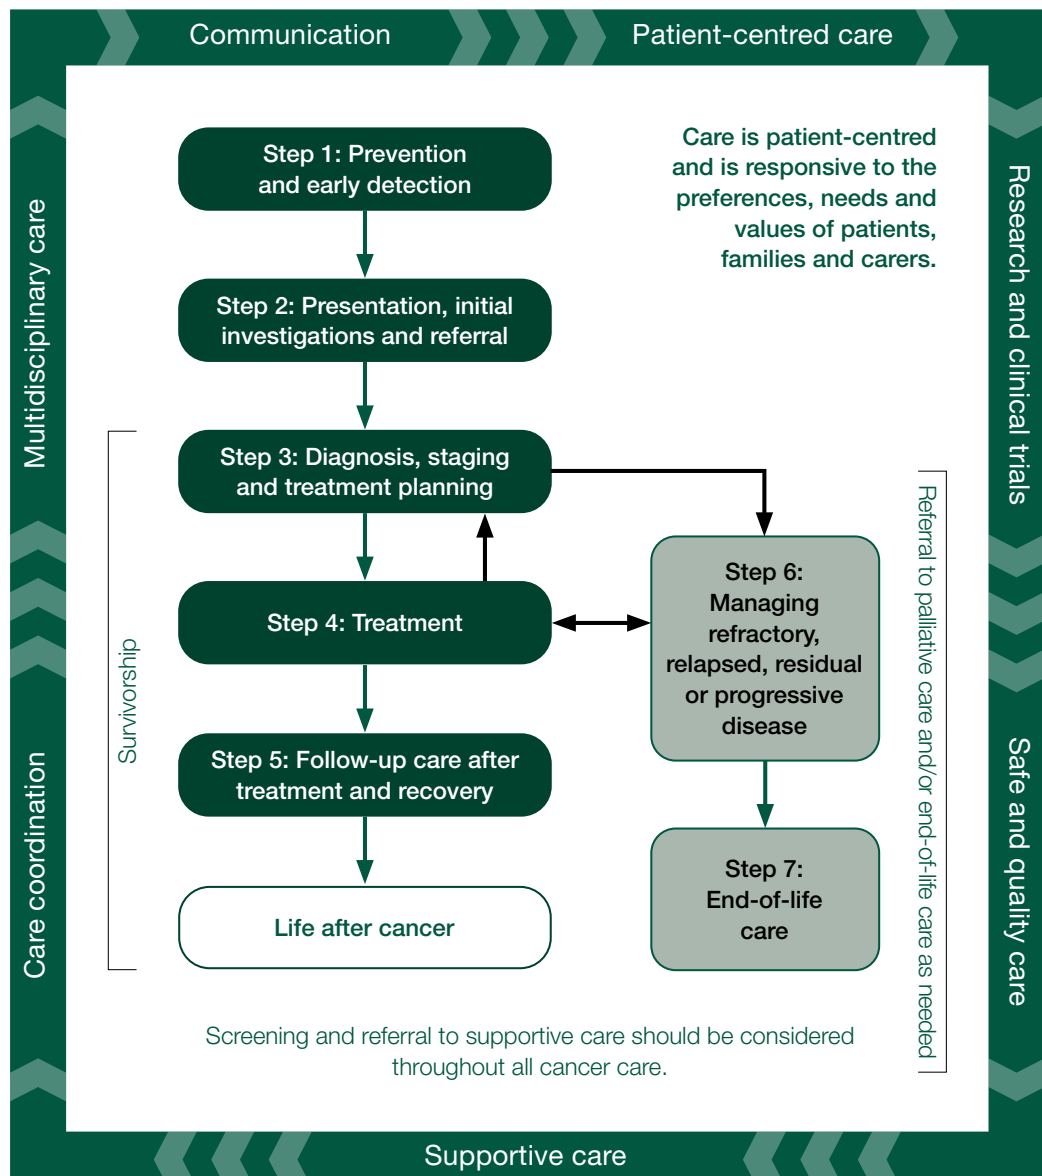 Communication
Patient-centred care
Multidisciplinary care
Care coordination
Research and clinical trials
Safe and quality care
Supportive care
Care is patient-centred
and is responsive to the
preferences, needs and
values of patients,
families and carers.
Step 1: Prevention
and early detection
Step 2: Presentation, initial
investigations and referral
Step 3: Diagnosis, staging
and treatment planning
Step 4: Treatment
Step 5: Follow-up care after
treatment and recovery
Life after cancer
Survivorship
Step 6:
Managing
refractory,
relapsed, residual
or progressive
disease
Step 7:
End-of-life
care
Referral to palliative care and/or end-of-life care as needed
Screening and referral to supportive care should be considered
throughout all cancer care.